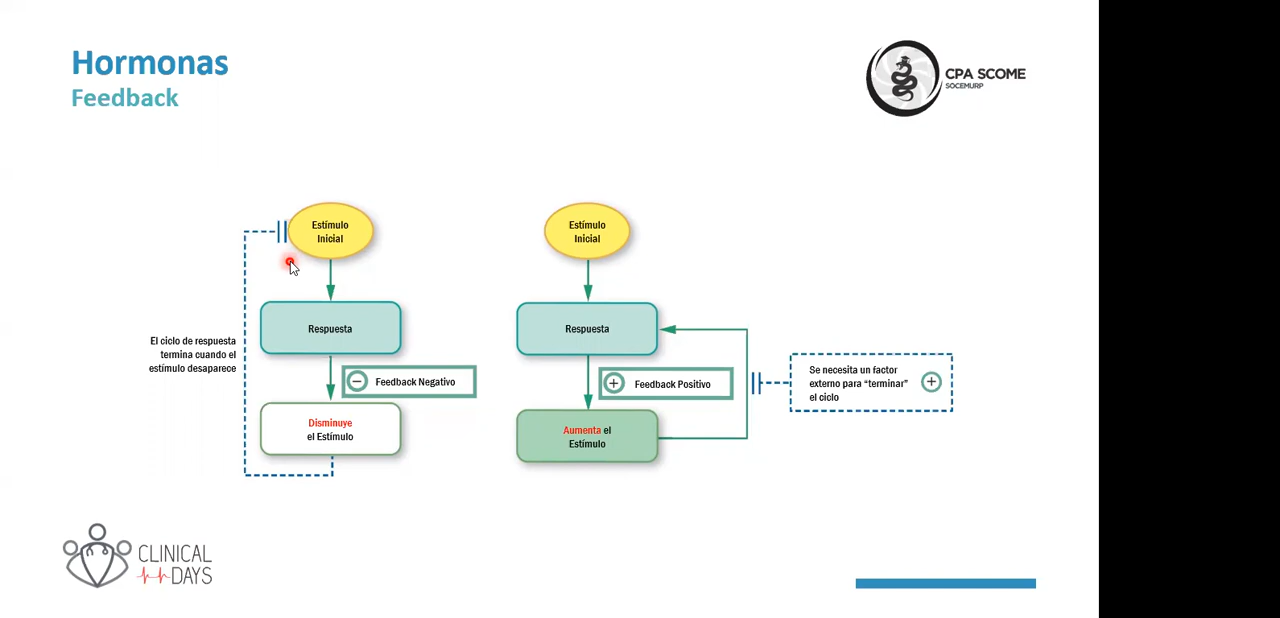 Hormonas
Feedback
CPA SCOME
SOCEMURP
Estímulo
Inicial
Respuesta
El ciclo de respuesta
termina cuando el
estímulo desaparece
− Feedback Negativo
Disminuye
el Estímulo
Estímulo
Inicial
Respuesta
+ Feedback Positivo
Aumenta el
Estímulo
Se necesita un factor
externo para “terminar”
el ciclo
+
CLINICAL
DAYS